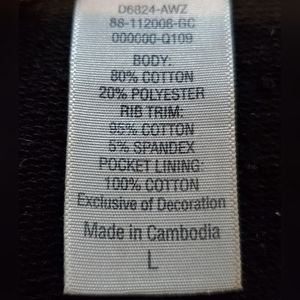 D6824-AWZ
88-112006-GC
000000-Q109
BODY:
80% COTTON
20% POLYESTER
RIB TRIM:
95% COTTON
5% SPANDEX
POCKET LINING:
100% COTTON
Exclusive of Decoration
Made in Cambodia
L